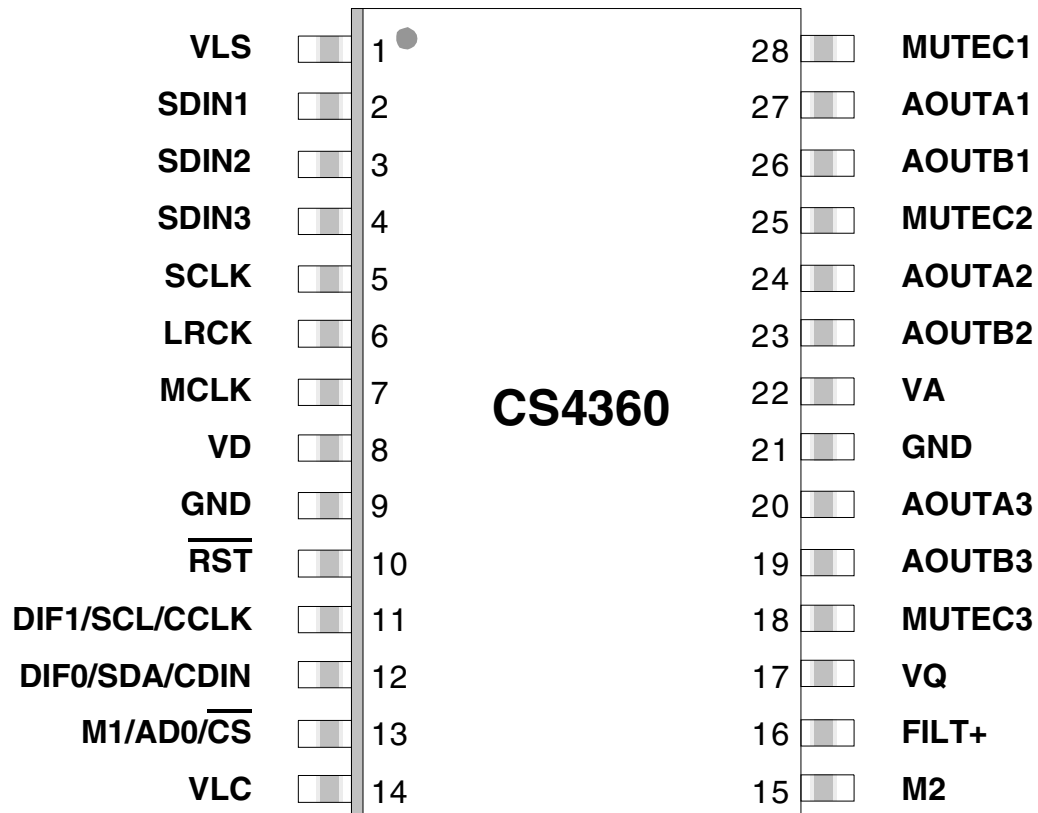 VLS 1 28 MUTEC1
SDIN1 2 27 AOUTA1
SDIN2 3 26 AOUTB1
SDIN3 4 25 MUTEC2
SCLK 5 24 AOUTA2
LRCK 6 23 AOUTB2
MCLK 7 CS4360 22 VA
VD 8 21 GND
GND 9 20 AOUTA3
RST 10 19 AOUTB3
DIF1/SCL/CCLK 11 18 MUTEC3
DIF0/SDA/CDIN 12 17 VQ
M1/AD0/CS 13 16 FILT+
VLC 14 15 M2